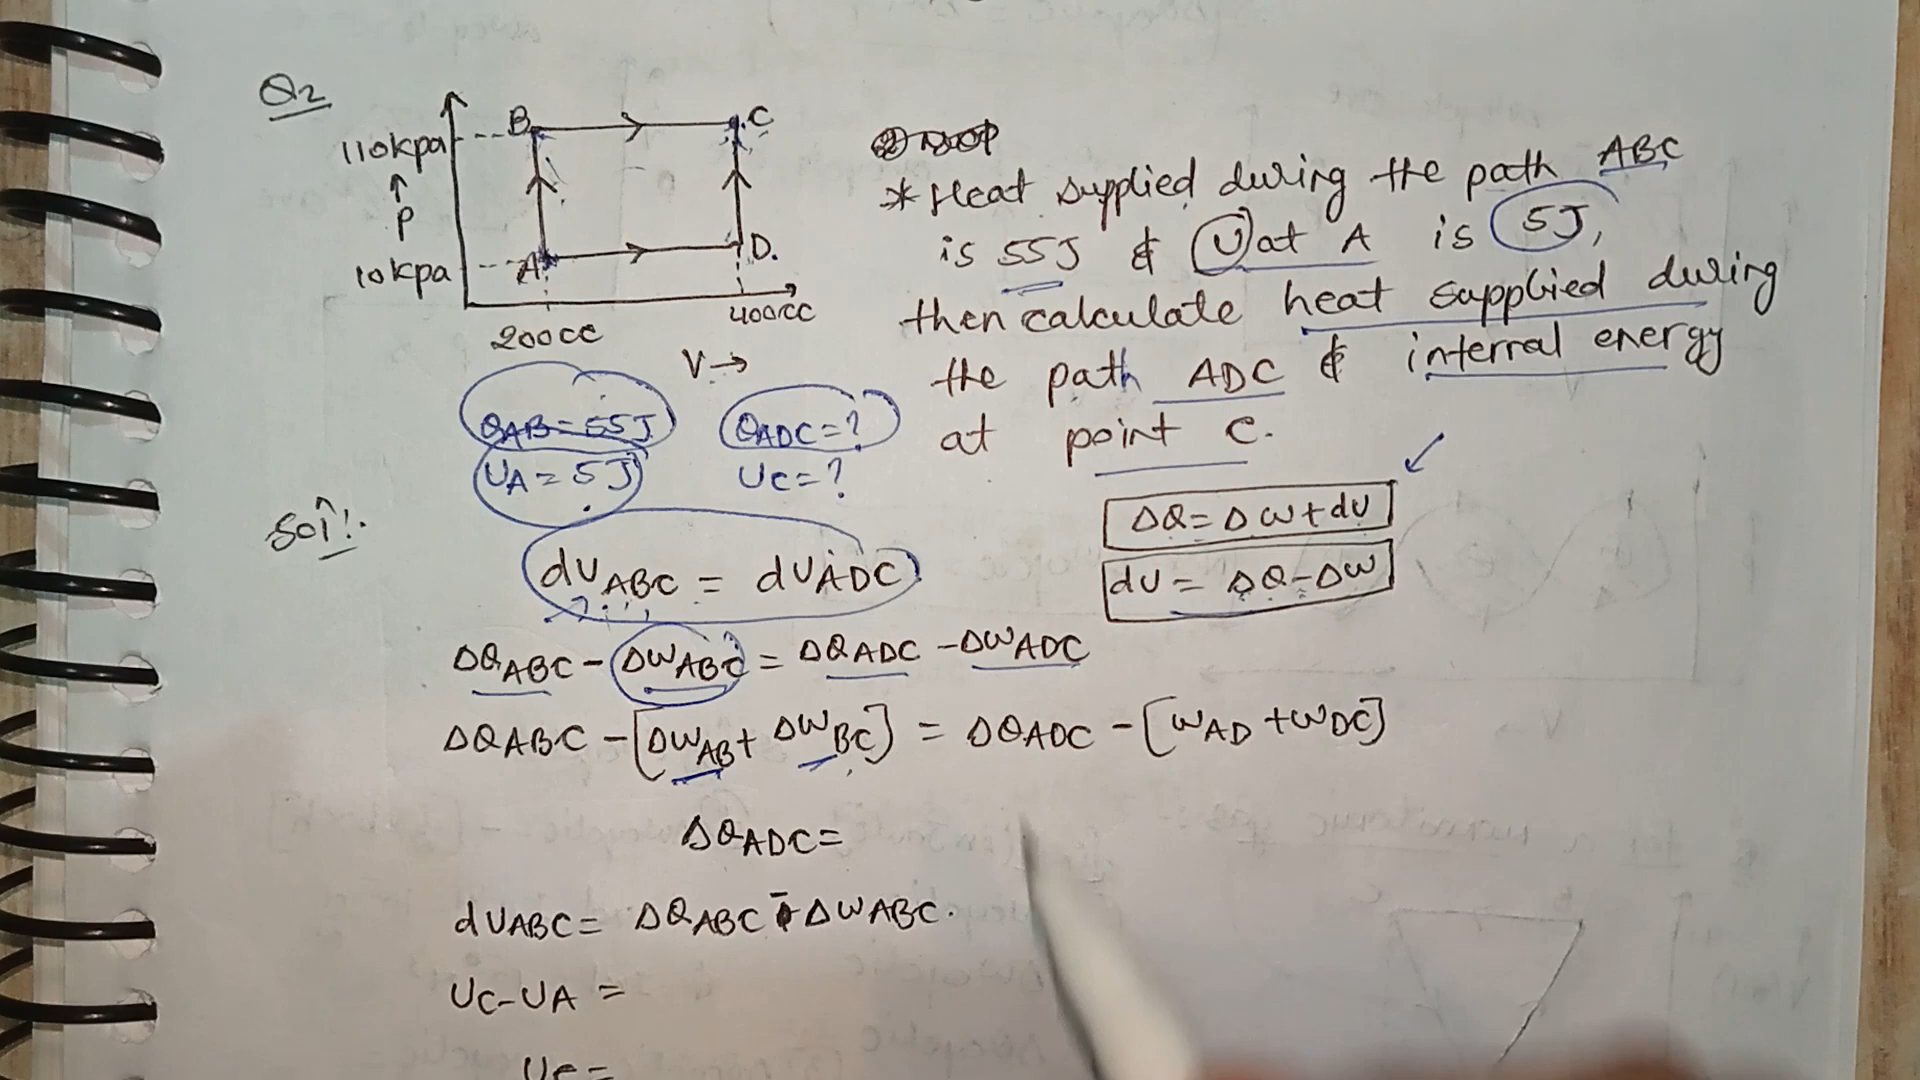 Q2
B
C
110kpa
↑
P
10kpa
A
D.
200cc
400cc
V→
* Heat supplied during the path ABC
is 55J & U at A is 5J,
then calculate heat supplied during
the path ADC & internal energy
at point C.
QAB=55J
QADC=?
UA=5J
UC=?
Sol:
ΔQ=ΔW+dU
dU=ΔQ-ΔW
dUABC = dUADC
ΔQABC-ΔWABC=ΔQADC-ΔWADC
ΔQABC-[ΔWAB+ΔWBC]=ΔQADC-[WAD+WDC]
ΔQADC=
dUABC=ΔQABC-ΔWABC.
UC-UA=
UC=